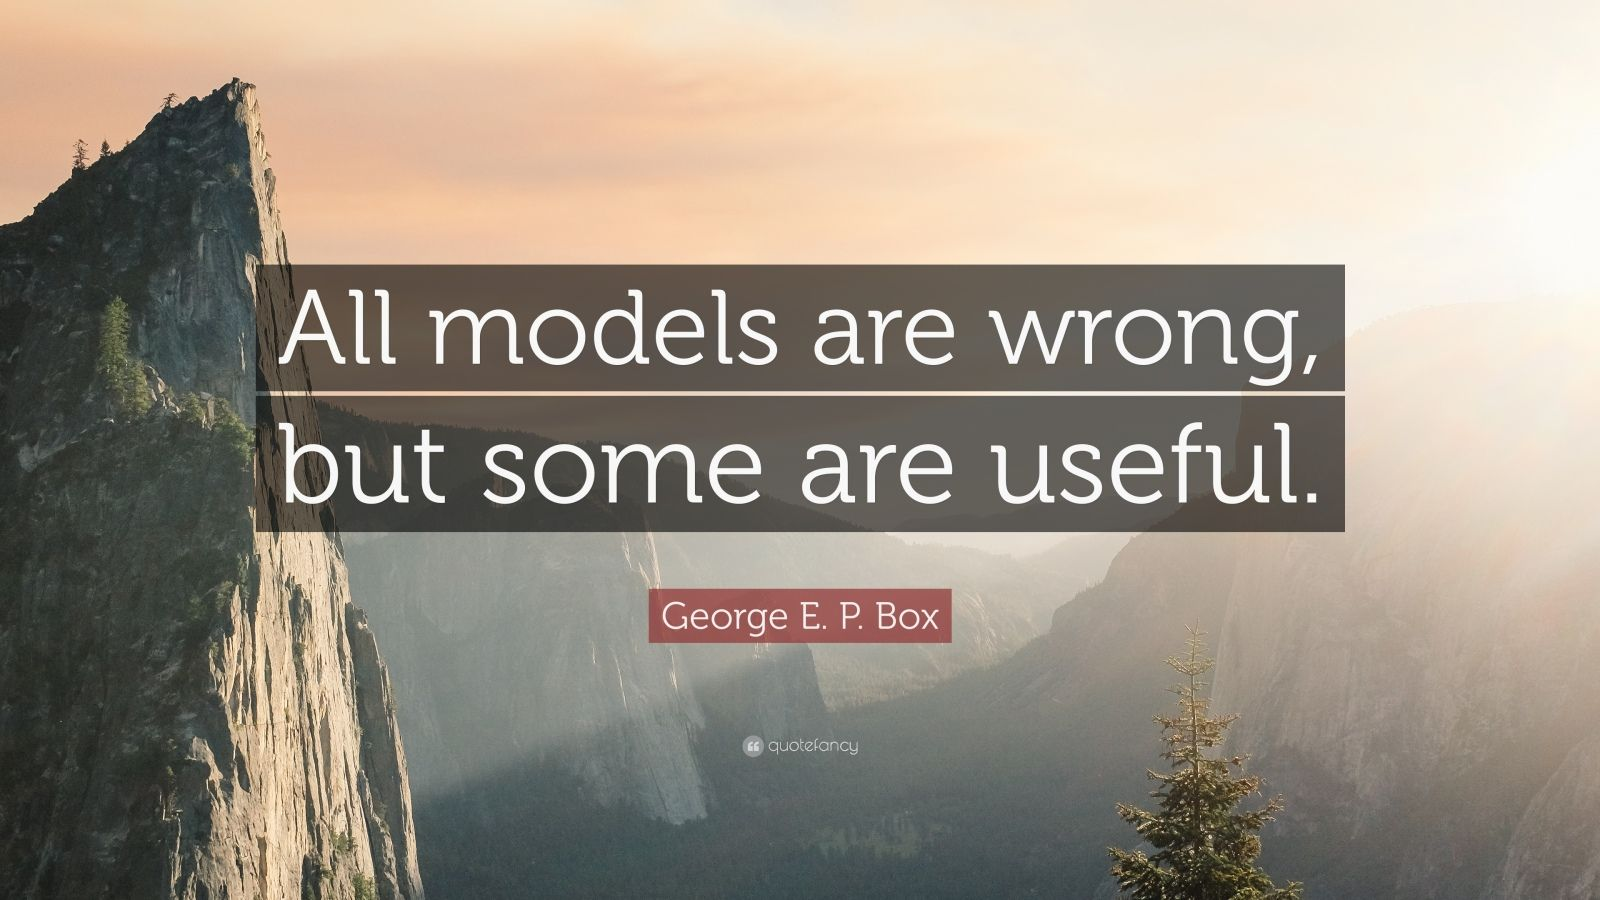 All models are wrong,
but some are useful.
George E. P. Box
quotefancy